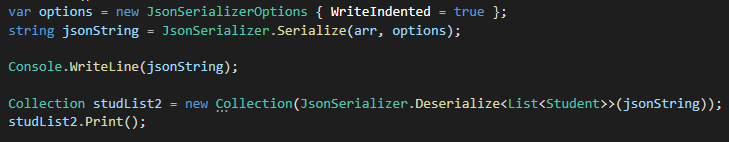 var options = new JsonSerializerOptions { WriteIndented = true };
string jsonString = JsonSerializer.Serialize(arr, options);
Console.WriteLine(jsonString);
Collection studList2 = new Collection(JsonSerializer.Deserialize<List<Student>>(jsonString));
studList2.Print();